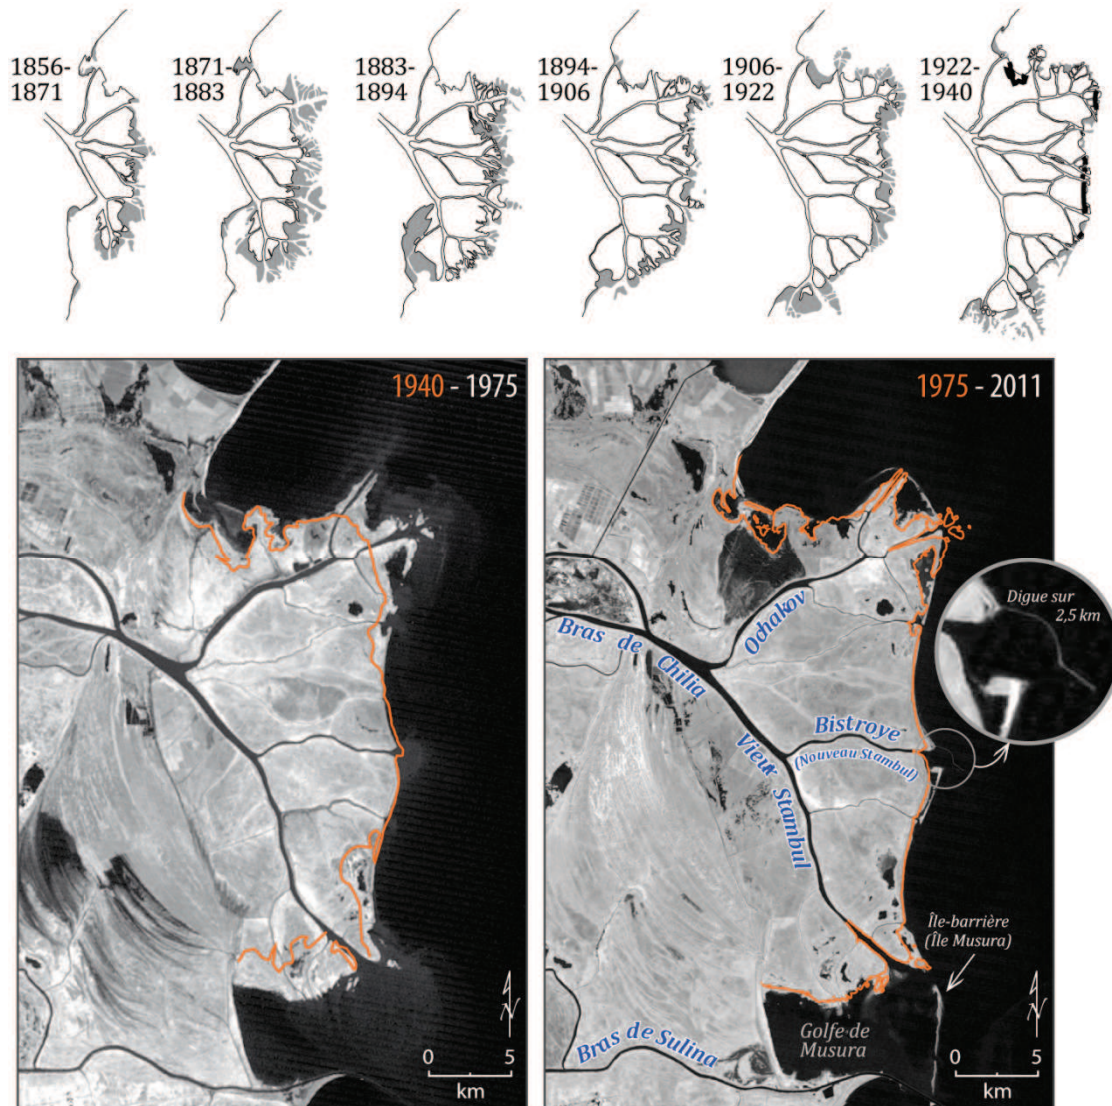 1856-
1871
1871-
1883
1883-
1894
1894-
1906
1906-
1922
1922-
1940
1940 - 1975
N
0 5
km
1975 - 2011
Digue sur
2,5 km
Bras de Chilia
Ochakov
Bistroye
(Nouveau Stambul)
Vieux Stambul
Île-barrière
(Île Musura)
Golfe de
Musura
Bras de Sulina
N
0 5
km